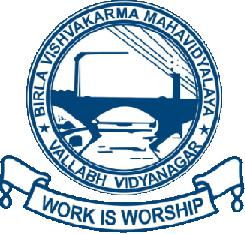 BIRLA VISHVAKARMA MAHAVIDYALAYA
VALLABH VIDYANAGAR
WORK IS WORSHIP